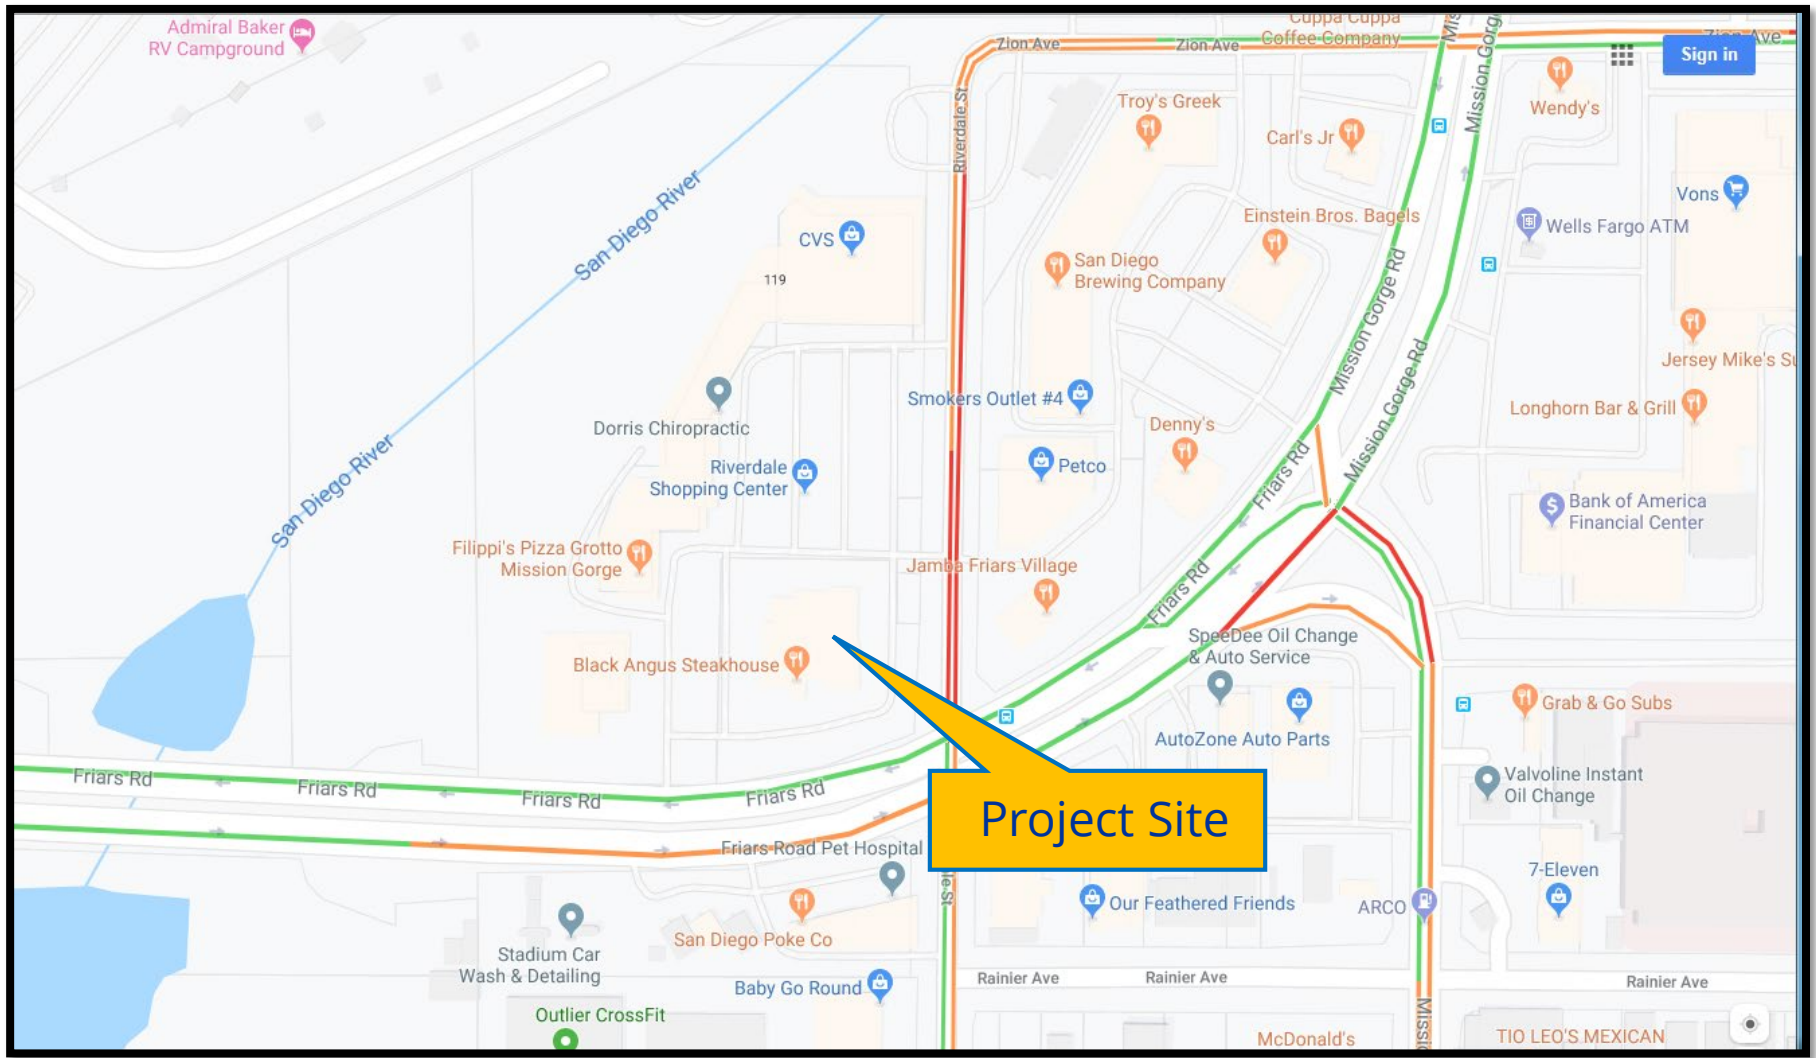 Admiral Baker
RV Campground
Cuppa Cuppa
Coffee Company
Zion Ave
Zion Ave
Zion Ave
Sign in
Mission Gorg
Riverdale St
Troy's Greek
Carl's Jr
Wendy's
Vons
San Diego River
CVS
119
Einstein Bros. Bagels
Wells Fargo ATM
San Diego
Brewing Company
Mission Gorge Rd
Mission Gorge Rd
Jersey Mike's Su
Smokers Outlet #4
Longhorn Bar & Grill
Dorris Chiropractic
Denny's
Riverdale
Shopping Center
Petco
Friars Rd
San Diego River
Bank of America
Financial Center
Filippi's Pizza Grotto
Mission Gorge
Jamba Friars Village
Friars Rd
SpeeDee Oil Change
& Auto Service
Black Angus Steakhouse
Grab & Go Subs
AutoZone Auto Parts
Friars Rd
Friars Rd
Friars Rd
Friars Rd
Valvoline Instant
Oil Change
Project Site
Friars Road Pet Hospital
7-Eleven
le St
Our Feathered Friends
ARCO
San Diego Poke Co
Stadium Car
Wash & Detailing
Baby Go Round
Rainier Ave
Rainier Ave
Rainier Ave
Outlier CrossFit
Missi
McDonald's
TIO LEO'S MEXICAN